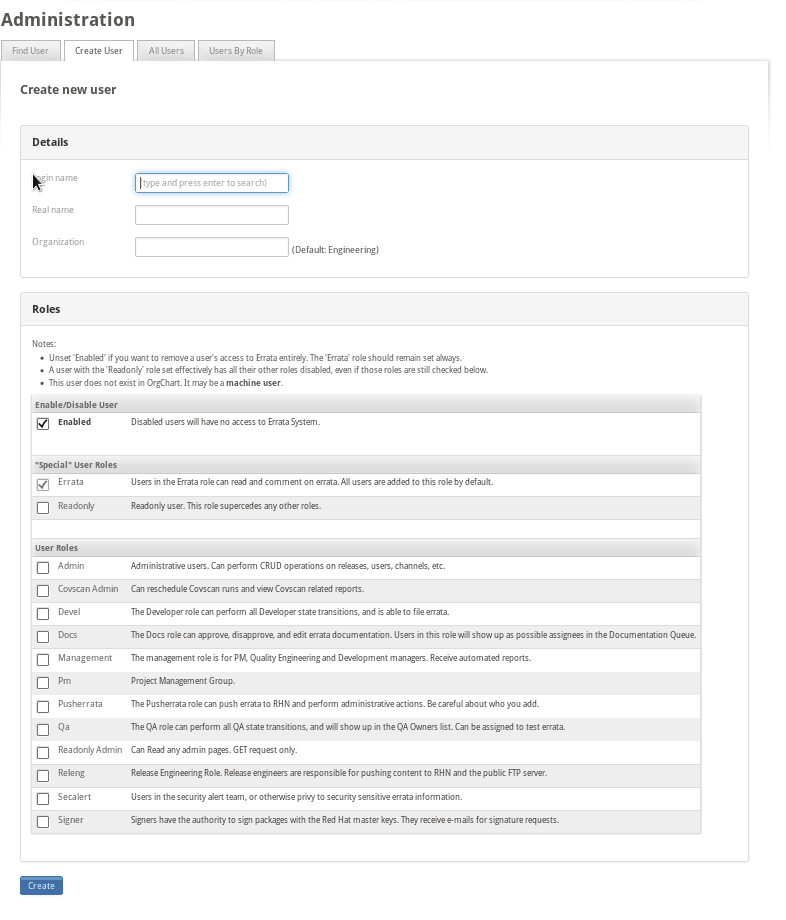 Administration
Find User
Create User
All Users
Users By Role
Create new user
Details
gin name
(type and press enter to search)
Real name
Organization
(Default: Engineering)
Roles
Notes:
Unset 'Enabled' if you want to remove a user's access to Errata entirely. The 'Errata' role should remain set always.
A user with the 'Readonly' role set effectively has all their other roles disabled, even if those roles are still checked below.
This user does not exist in OrgChart. It may be a machine user.
Enable/Disable User
Enabled Disabled users will have no access to Errata System.
"Special" User Roles
Errata Users in the Errata role can read and comment on errata. All users are added to this role by default.
Readonly Readonly user. This role supercedes any other roles.
User Roles
Admin Administrative users. Can perform CRUD operations on releases, users, channels, etc.
Covscan Admin Can reschedule Covscan runs and view Covscan related reports.
Devel The Developer role can perform all Developer state transitions, and is able to file errata.
Docs The Docs role can approve, disapprove, and edit errata documentation. Users in this role will show up as possible assignees in the Documentation Queue.
Management The management role is for PM, Quality Engineering and Development managers. Receive automated reports.
Pm Project Management Group.
Pusherrata The Pusherrata role can push errata to RHN and perform administrative actions. Be careful about who you add.
Qa The QA role can perform all QA state transitions, and will show up in the QA Owners list. Can be assigned to test errata.
Readonly Admin Can Read any admin pages. GET request only.
Releng Release Engineering Role. Release engineers are responsible for pushing content to RHN and the public FTP server.
Secalert Users in the security alert team, or otherwise privy to security sensitive errata information.
Signer Signers have the authority to sign packages with the Red Hat master keys. They receive e-mails for signature requests.
Create